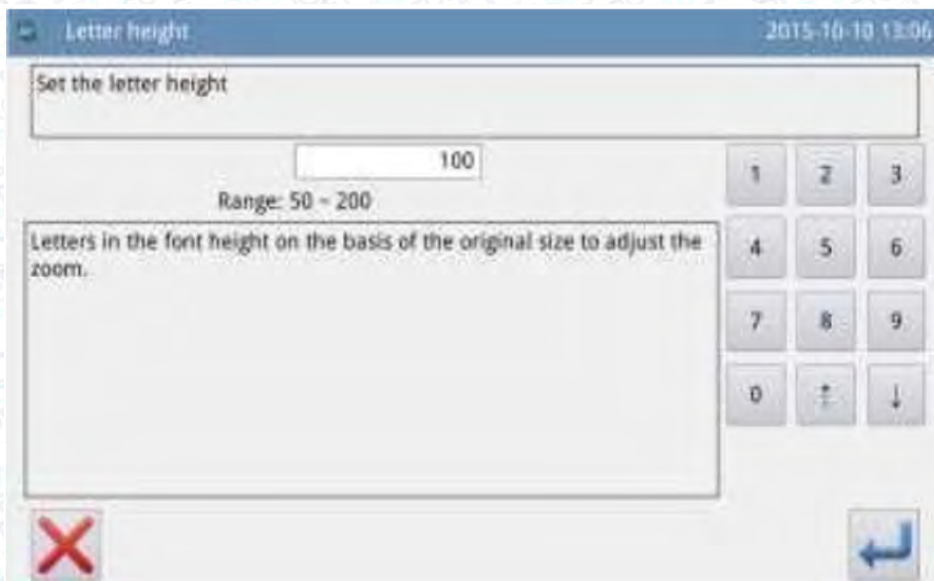 Letter height 2015-10-10 13:06
Set the letter height
100
Range: 50 ~ 200
Letters in the font height on the basis of the original size to adjust the
zoom.
1 2 3
4 5 6
7 8 9
0 ↑ ↓